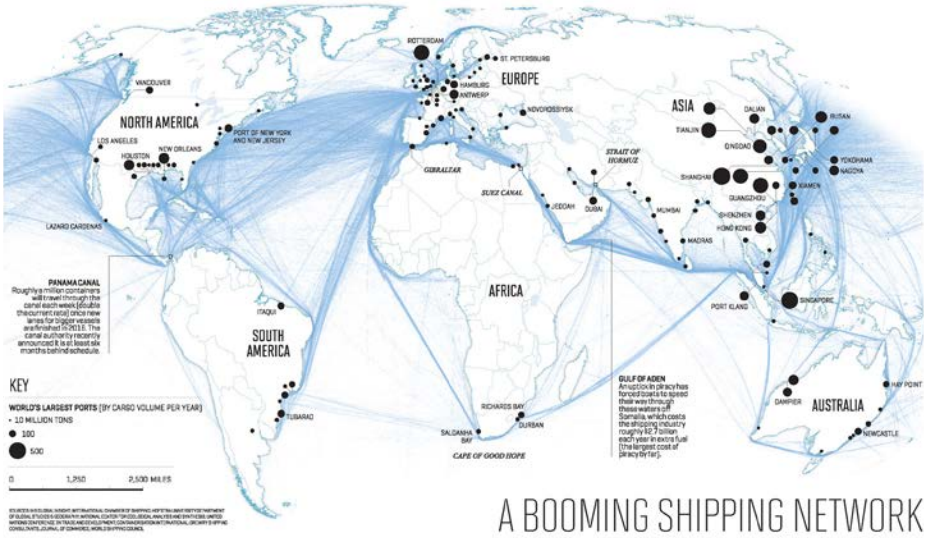 ROTTERDAM
ST. PETERSBURG
EUROPE
HAMBURG
ANTWERP
NOVOROSSIYSK
VANCOUVER
NORTH AMERICA
PORT OF NEW YORK
AND NEW JERSEY
LOS ANGELES
NEW ORLEANS
HOUSTON
LAZARO CARDENAS
ASIA
DALIAN
BUSAN
TIANJIN
QINGDAO
YOKOHAMA
NAGOYA
SHANGHAI
XIAMEN
GUANGZHOU
SHENZHEN
HONG KONG
STRAIT OF
HORMUZ
GIBRALTAR
SUEZ CANAL
JEDDAH
DUBAI
MUMBAI
MADRAS
PORT KLANG
SINGAPORE
AFRICA
PANAMA CANAL
Roughly a million containers
will travel through the
canal each week (double
the current rate) once new
lanes for bigger vessels
are finished in 2016. The
canal authority recently
announced it is at least six
months behind schedule.
ITAQUI
SOUTH
AMERICA
TUBARAO
RICHARDS BAY
DURBAN
SALDANHA
BAY
CAPE OF GOOD HOPE
GULF OF ADEN
An uptick in piracy has
forced boats to speed
their way through
these waters off
Somalia, which costs
the shipping industry
roughly $2.7 billion
each year in extra fuel
(the largest cost of
piracy by far).
DAMPIER
AUSTRALIA
HAY POINT
NEWCASTLE
KEY
WORLD'S LARGEST PORTS (BY CARGO VOLUME PER YEAR)
10 MILLION TONS
100
500
0 1,250 2,500 MILES
A BOOMING SHIPPING NETWORK